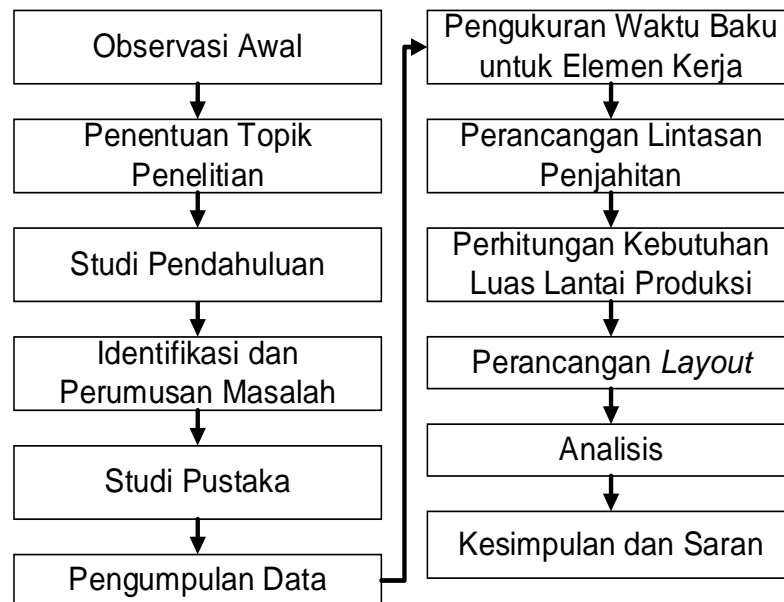 Observasi Awal
Penentuan Topik
Penelitian
Studi Pendahuluan
Identifikasi dan
Perumusan Masalah
Studi Pustaka
Pengumpulan Data
Pengukuran Waktu Baku
untuk Elemen Kerja
Perancangan Lintasan
Penjahitan
Perhitungan Kebutuhan
Luas Lantai Produksi
Perancangan Layout
Analisis
Kesimpulan dan Saran